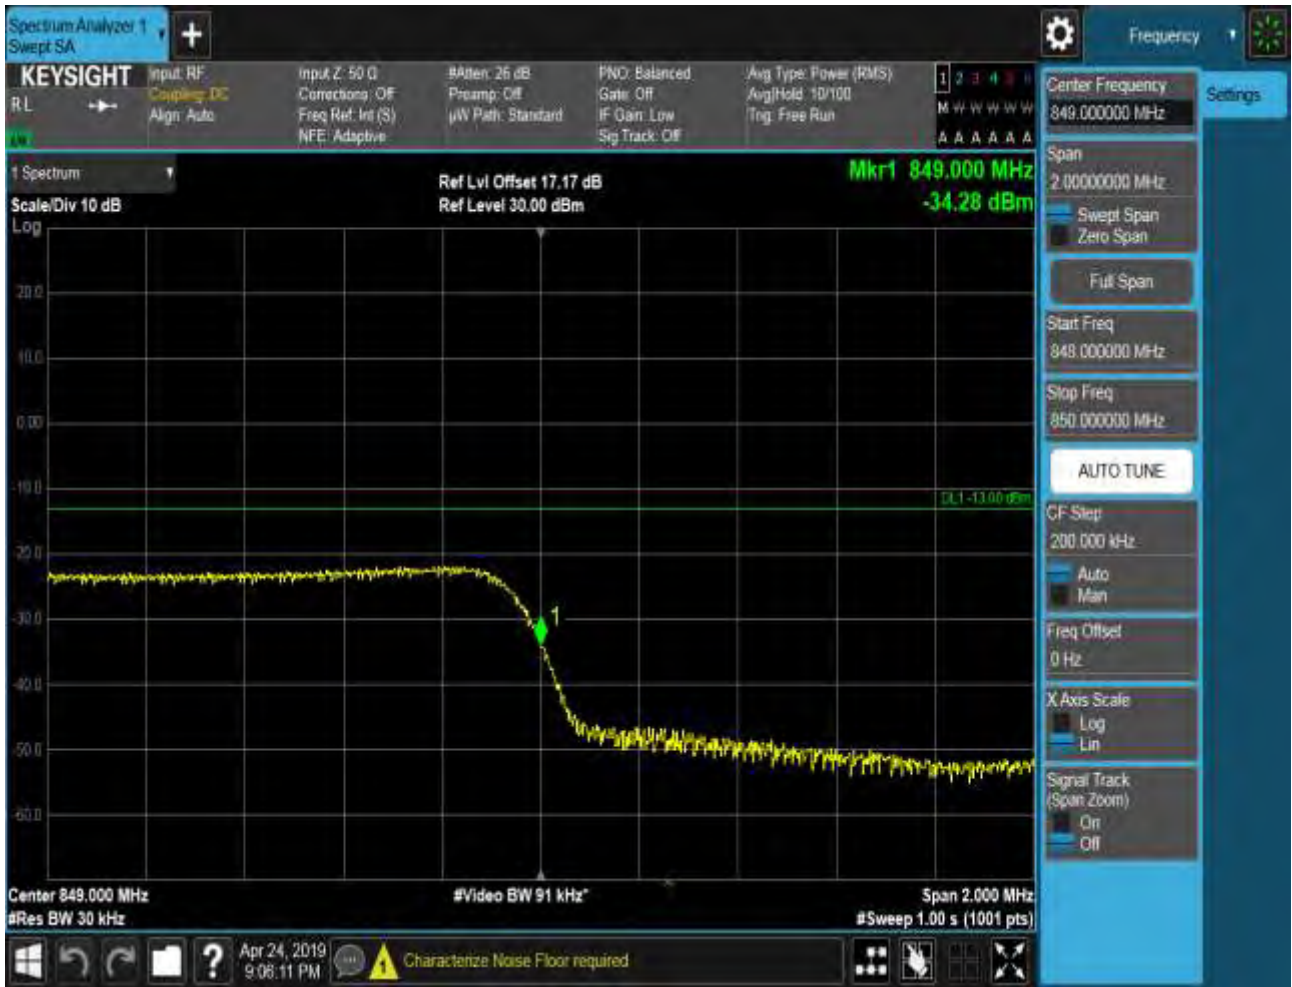 Spectrum Analyzer 1
Swept SA
+
Frequency
KEYSIGHT
RL
Input: RF
Coupling: DC
Align: Auto
Input Z: 50 Ω
Corrections: Off
Freq Ref: Int (S)
NFE: Adaptive
#Atten: 26 dB
Preamp: Off
µW Path: Standard
PNO: Balanced
Gate: Off
IF Gain: Low
Sig Track: Off
Avg Type: Power (RMS)
Avg|Hold: 10/100
Trig: Free Run
1 2 3 4 5 6
M W W W W W
A A A A A A
1 Spectrum
Scale/Div 10 dB
Log
Ref Lvl Offset 17.17 dB
Ref Level 30.00 dBm
Mkr1 849.000 MHz
-34.28 dBm
20.0
10.0
0.00
-10.0
DL1 -13.00 dBm
-20.0
-30.0
1
-40.0
-50.0
-60.0
Center 849.000 MHz
#Res BW 30 kHz
#Video BW 91 kHz*
Span 2.000 MHz
#Sweep 1.00 s (1001 pts)
Center Frequency
849.000000 MHz
Settings
Span
2.00000000 MHz
Swept Span
Zero Span
Full Span
Start Freq
848.000000 MHz
Stop Freq
850.000000 MHz
AUTO TUNE
CF Step
200.000 kHz
Auto
Man
Freq Offset
0 Hz
X Axis Scale
Log
Lin
Signal Track
(Span Zoom)
On
Off
?
Apr 24, 2019
9:06:11 PM
1
Characterize Noise Floor required